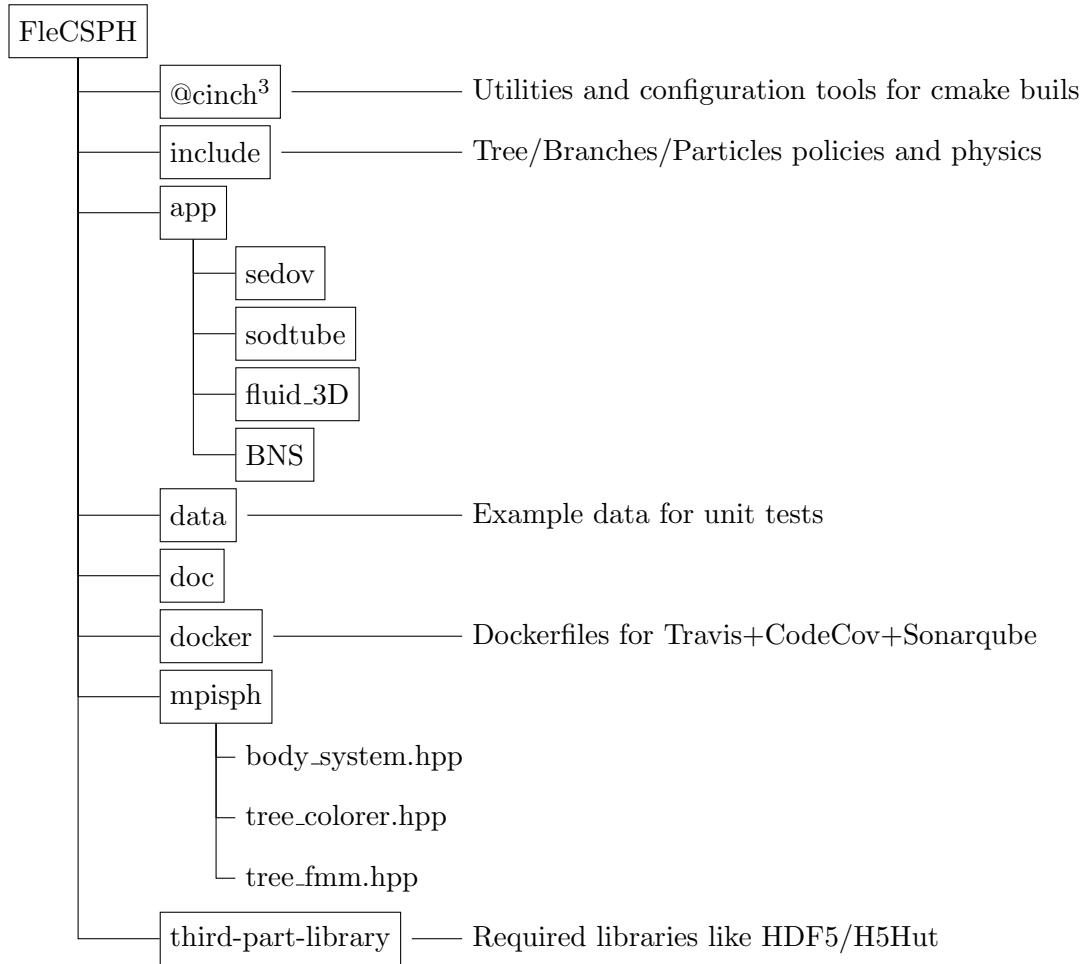 FleCSPH
@cinch³ Utilities and configuration tools for cmake buils
include Tree/Branches/Particles policies and physics
app
sedov
sodtube
fluid_3D
BNS
data Example data for unit tests
doc
docker Dockerfiles for Travis+CodeCov+Sonarqube
mpisph
body_system.hpp
tree_colorer.hpp
tree_fmm.hpp
third-part-library Required libraries like HDF5/H5Hut